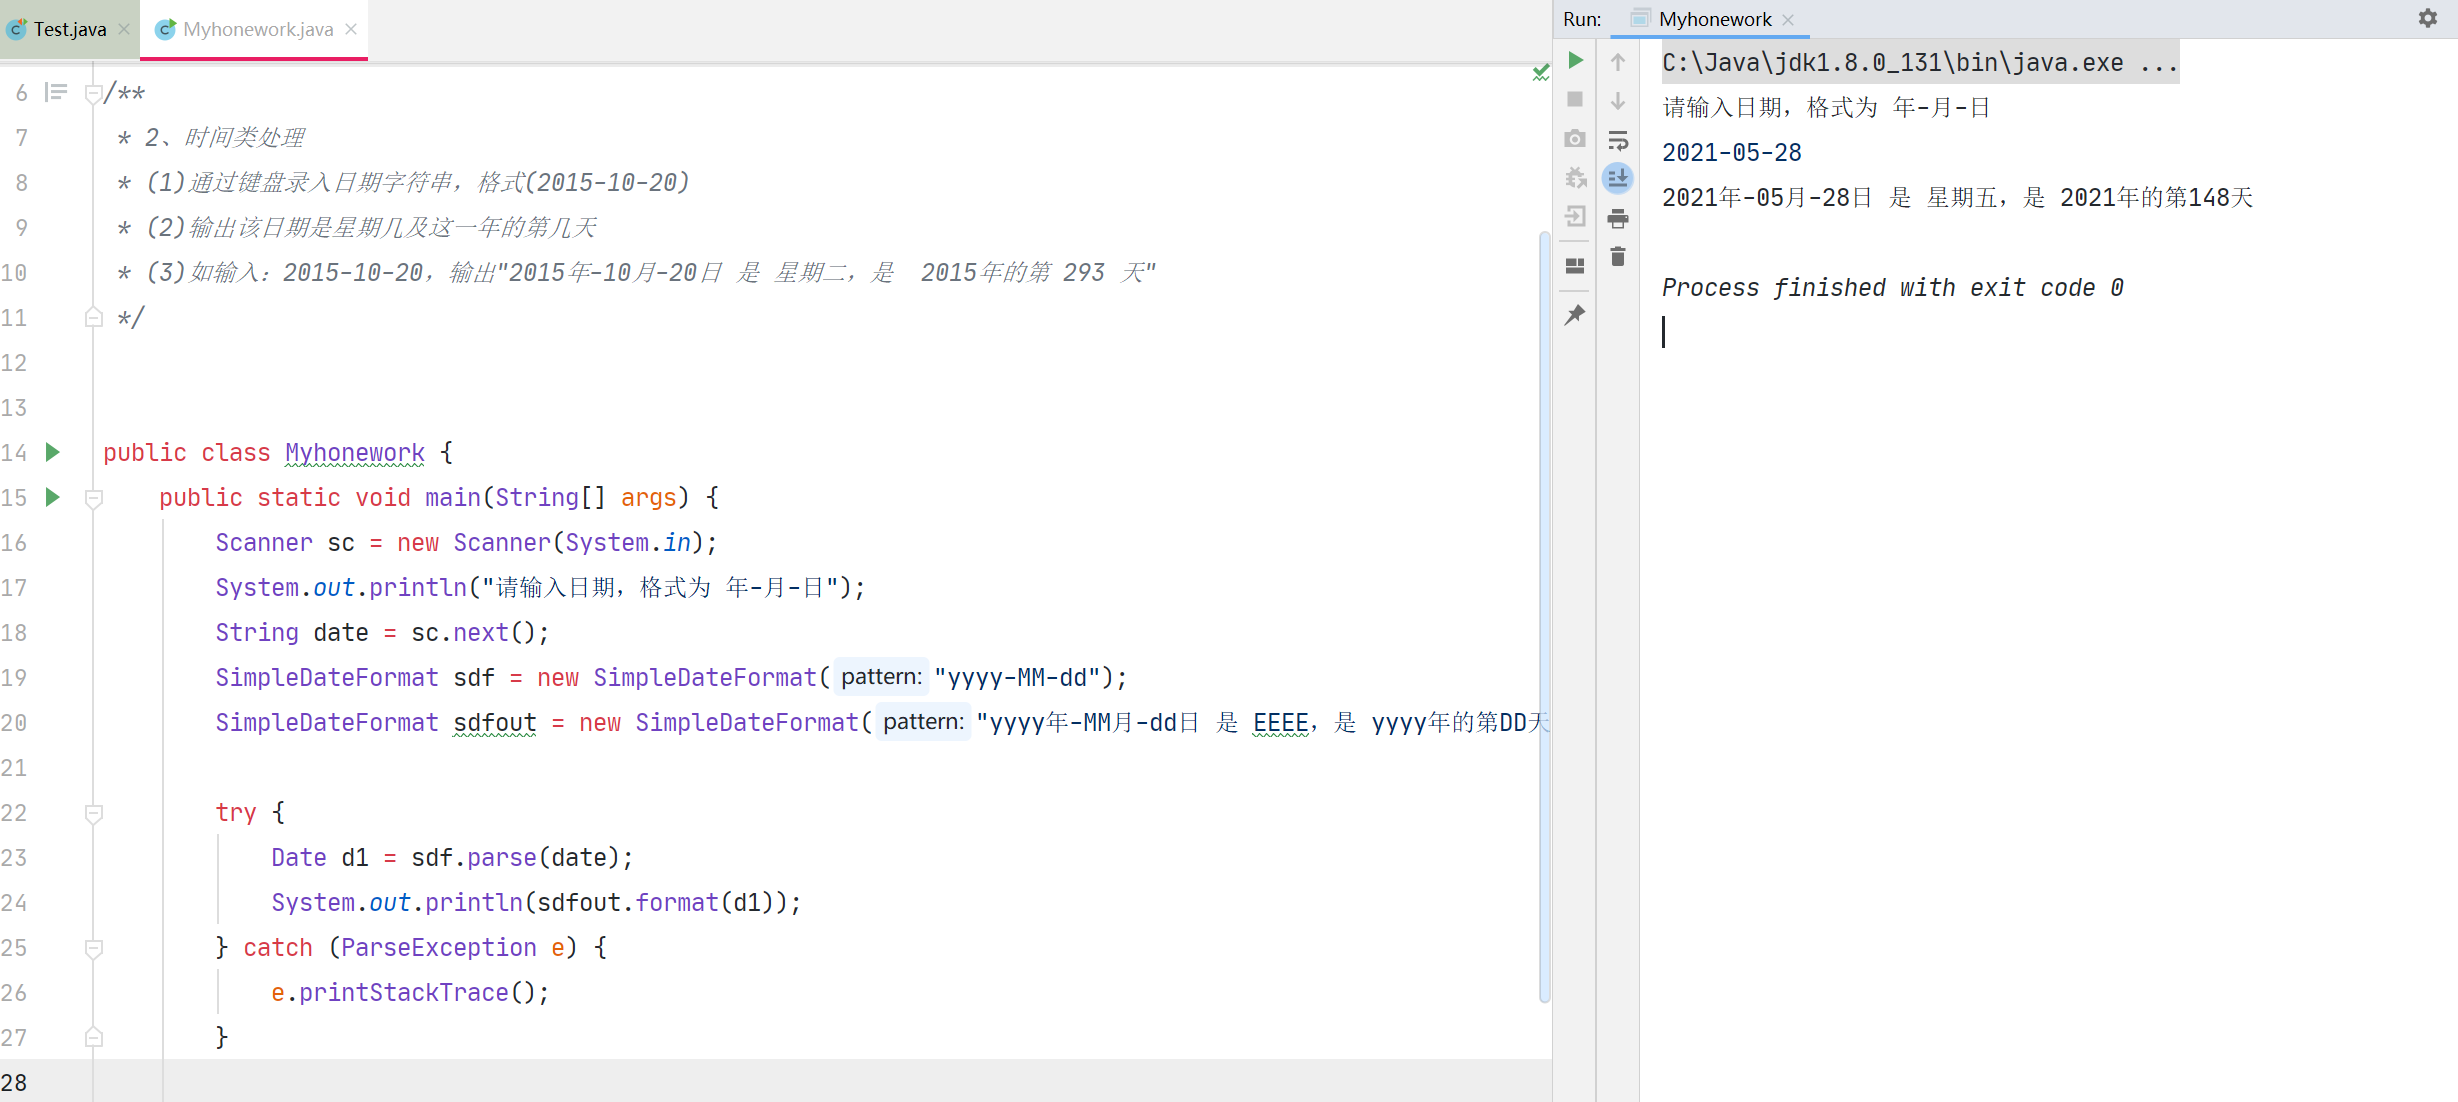 Test.java
Myhonework.java
6 /**
7 * 2、时间类处理
8 * (1)通过键盘录入日期字符串，格式(2015-10-20)
9 * (2)输出该日期是星期几及这一年的第几天
10 * (3)如输入：2015-10-20，输出"2015年-10月-20日 是 星期二，是  2015年的第 293 天"
11 */
12
13
14 public class Myhonework {
15 public static void main(String[] args) {
16 Scanner sc = new Scanner(System.in);
17 System.out.println("请输入日期，格式为 年-月-日");
18 String date = sc.next();
19 SimpleDateFormat sdf = new SimpleDateFormat( pattern: "yyyy-MM-dd");
20 SimpleDateFormat sdfout = new SimpleDateFormat( pattern: "yyyy年-MM月-dd日 是 EEEE，是 yyyy年的第DD天
21
22 try {
23 Date d1 = sdf.parse(date);
24 System.out.println(sdfout.format(d1));
25 } catch (ParseException e) {
26 e.printStackTrace();
27 }
28
Run: Myhonework
C:\Java\jdk1.8.0_131\bin\java.exe ...
请输入日期，格式为 年-月-日
2021-05-28
2021年-05月-28日 是 星期五，是 2021年的第148天
Process finished with exit code 0